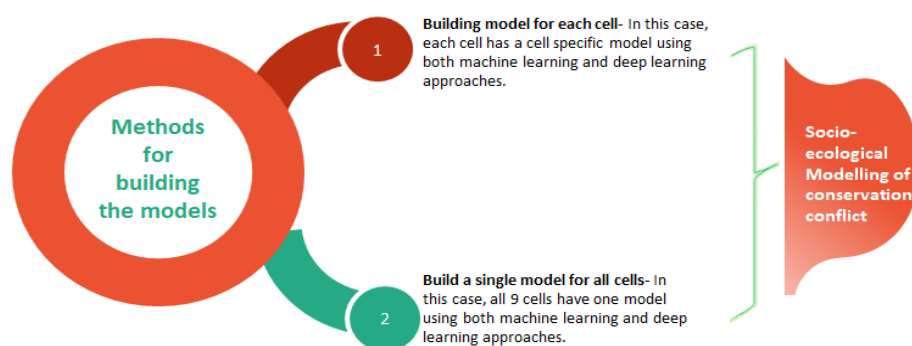 Methods
for
building
the models
1
Building model for each cell- In this case,
each cell has a cell specific model using
both machine learning and deep learning
approaches.
2
Build a single model for all cells- In
this case, all 9 cells have one model
using both machine learning and deep
learning approaches.
Socio-
ecological
Modelling of
conservation
conflict